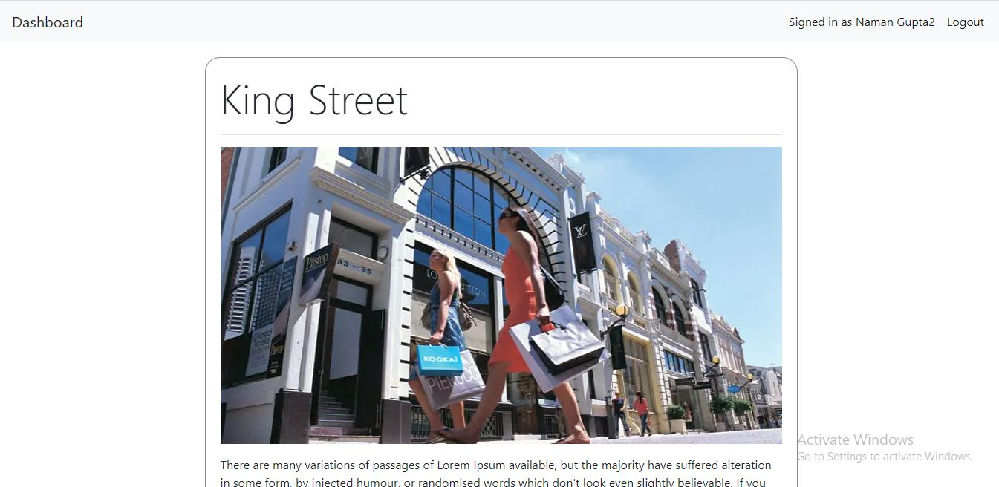 Dashboard
Signed in as Naman Gupta2 Logout
King Street
Pitstop
33 – 35
KOOKAÏ
There are many variations of passages of Lorem Ipsum available, but the majority have suffered alteration
in some form, by injected humour, or randomised words which don't look even slightly believable. If you
Activate Windows
Go to Settings to activate Windows.